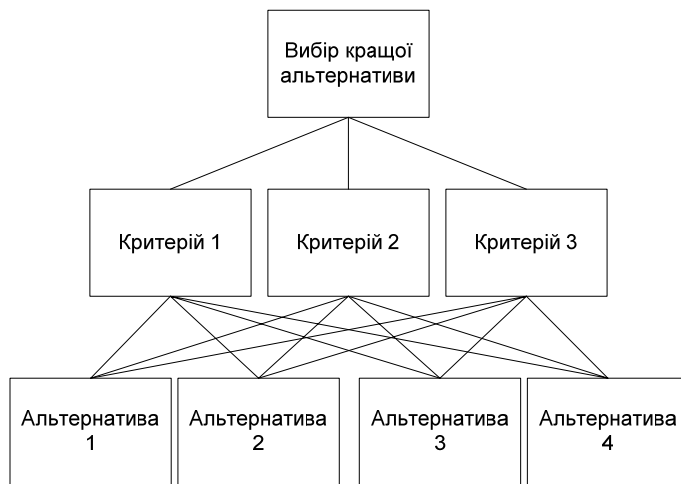 Вибір кращої
альтернативи
Критерій 1
Критерій 2
Критерій 3
Альтернатива
1
Альтернатива
2
Альтернатива
3
Альтернатива
4